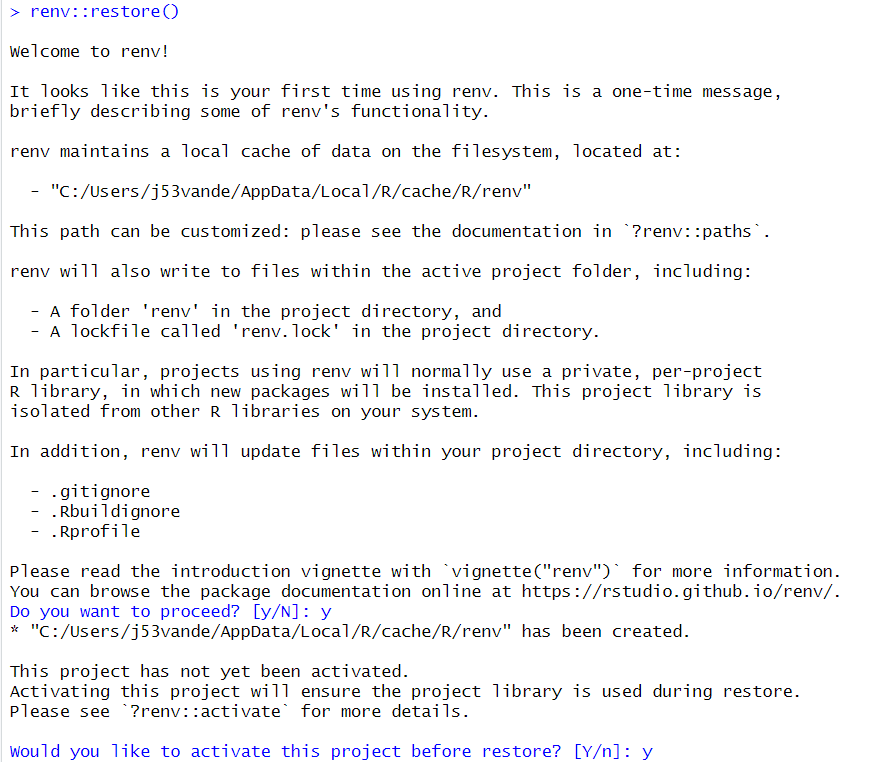 > renv::restore()
Welcome to renv!
It looks like this is your first time using renv. This is a one-time message,
briefly describing some of renv's functionality.
renv maintains a local cache of data on the filesystem, located at:
- "C:/Users/j53vande/AppData/Local/R/cache/R/renv"
This path can be customized: please see the documentation in `?renv::paths`.
renv will also write to files within the active project folder, including:
- A folder 'renv' in the project directory, and
- A lockfile called 'renv.lock' in the project directory.
In particular, projects using renv will normally use a private, per-project
R library, in which new packages will be installed. This project library is
isolated from other R libraries on your system.
In addition, renv will update files within your project directory, including:
- .gitignore
- .Rbuildignore
- .Rprofile
Please read the introduction vignette with `vignette("renv")` for more information.
You can browse the package documentation online at https://rstudio.github.io/renv/.
Do you want to proceed? [y/N]: y
* "C:/Users/j53vande/AppData/Local/R/cache/R/renv" has been created.
This project has not yet been activated.
Activating this project will ensure the project library is used during restore.
Please see `?renv::activate` for more details.
Would you like to activate this project before restore? [Y/n]: y